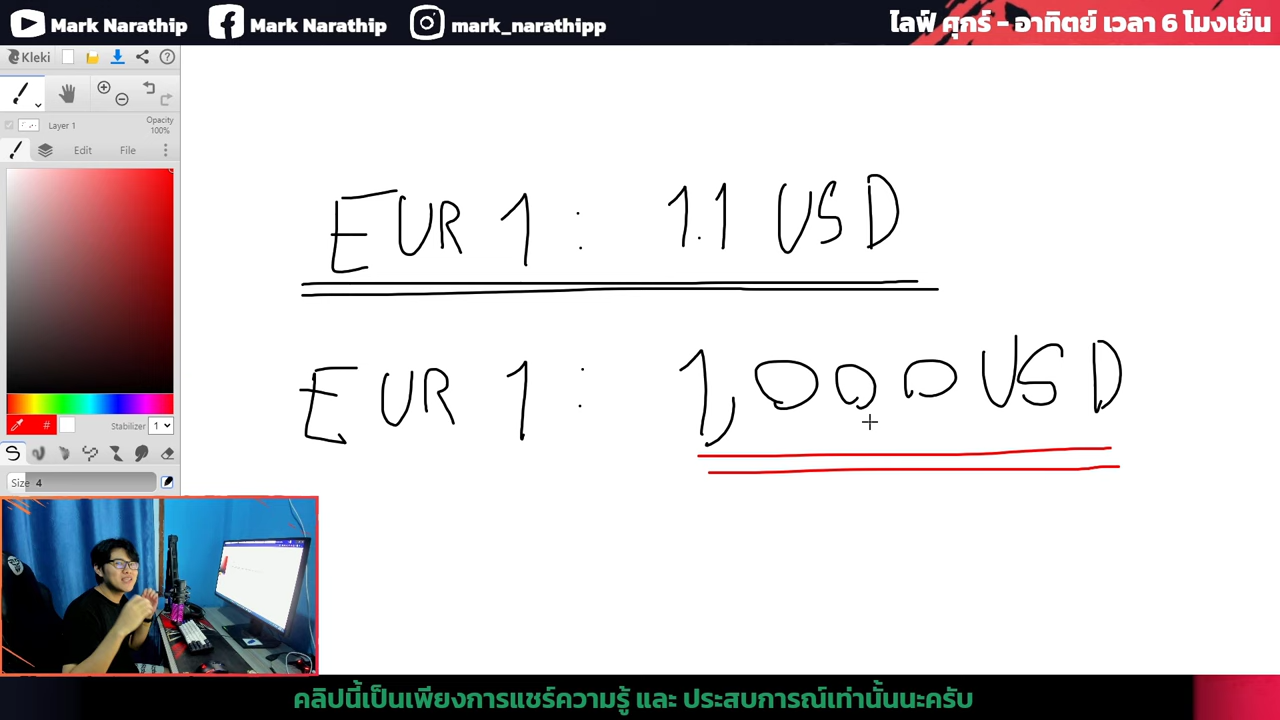 Mark Narathip Mark Narathip mark_narathipp ไลฟ์ ศุกร์ - อาทิตย์ เวลา 6 โมงเย็น
Kleki
Layer 1
Opacity
100%
Edit File
#
Stabilizer 1
Size 4
EUR 1 : 1.1 USD
EUR 1 : 1,000 USD
คลิปนี้เป็นเพียงการแชร์ความรู้ และ ประสบการณ์เท่านั้นนะครับ